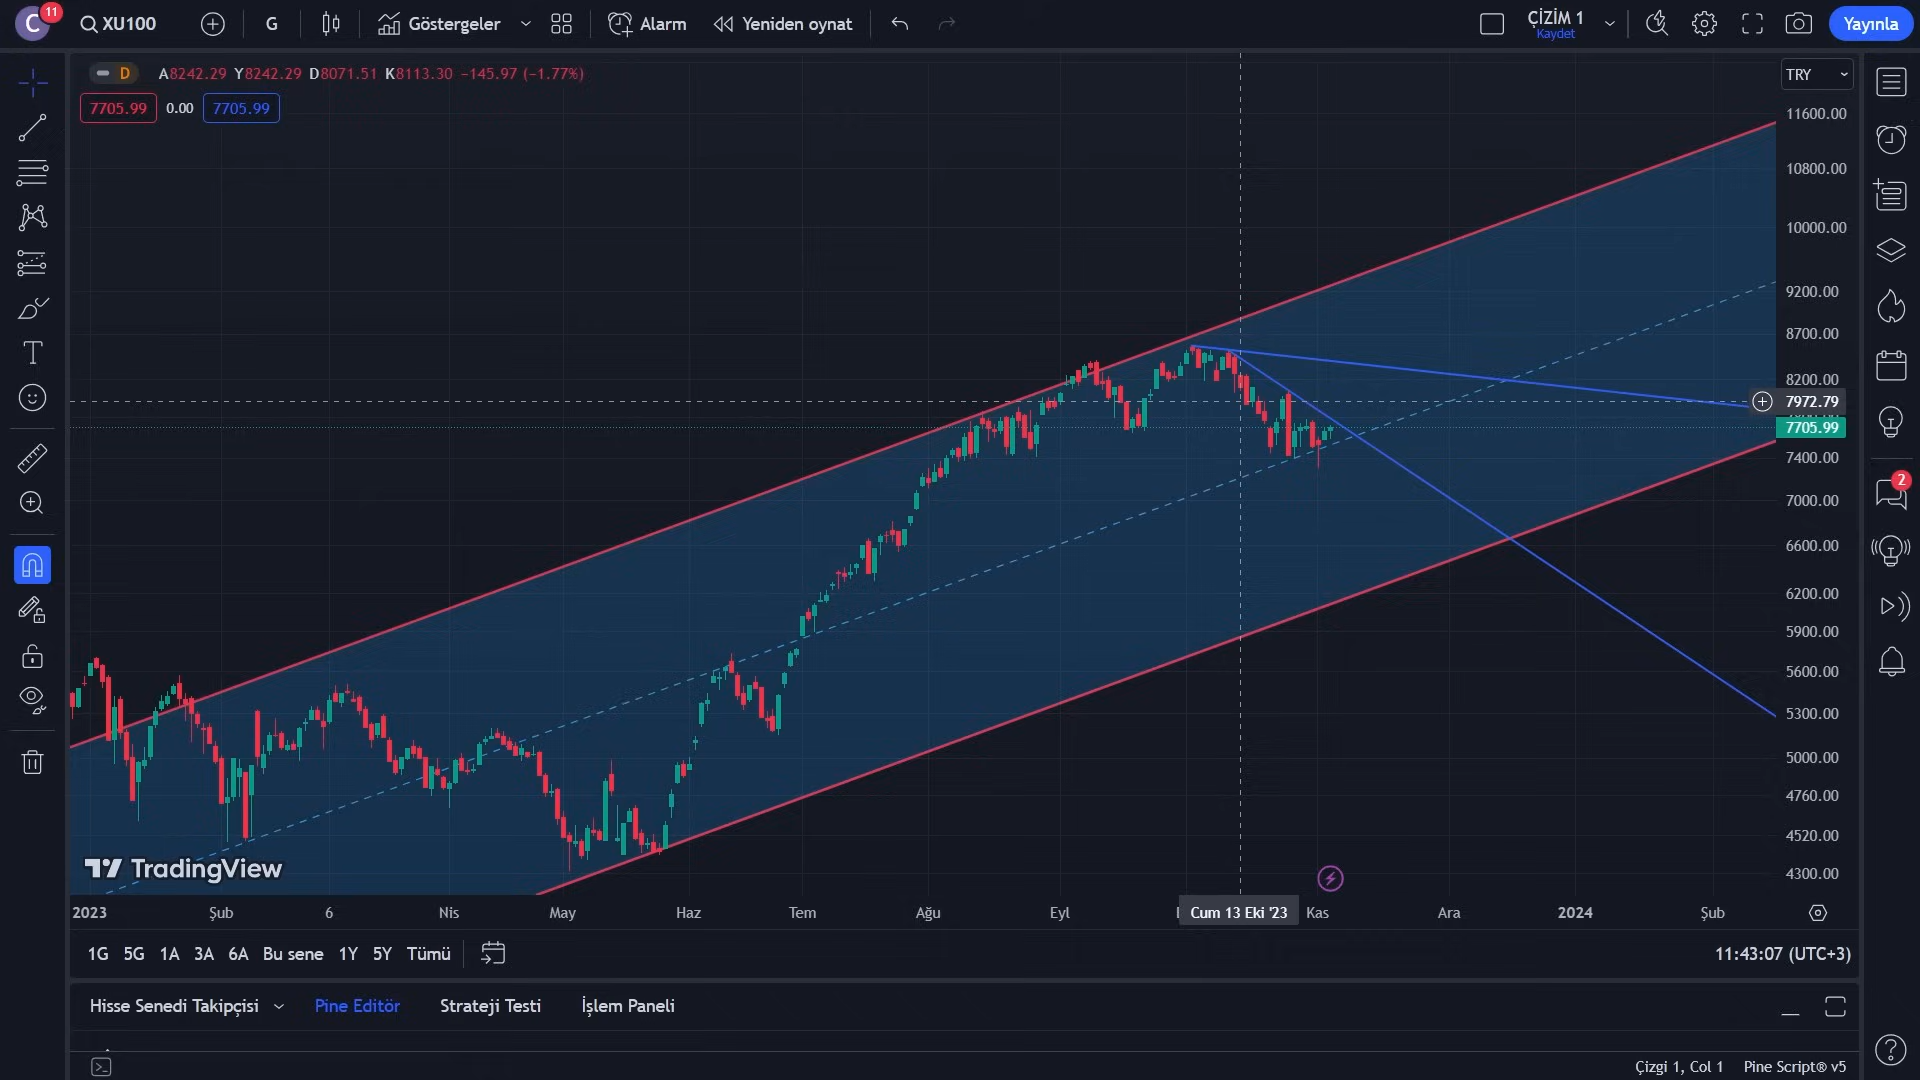 C 11 XU100 G Göstergeler Alarm Yeniden oynat ÇİZİM 1 Kaydet Yayınla
D A8242.29 Y8242.29 D8071.51 K8113.30 −145.97 (−1.77%)
TRY
7705.99 0.00 7705.99
11600.00
10800.00
10000.00
9200.00
8700.00
8200.00
7972.79
7705.99
7400.00
2
7000.00
6600.00
6200.00
5900.00
5600.00
5300.00
5000.00
4760.00
4520.00
4300.00
TradingView
2023 Şub 6 Nis May Haz Tem Ağu Eyl Cum 13 Eki '23 Kas Ara 2024 Şub
1G 5G 1A 3A 6A Bu sene 1Y 5Y Tümü 11:43:07 (UTC+3)
Hisse Senedi Takipçisi Pine Editör Strateji Testi İşlem Paneli
Çizgi 1, Col 1 Pine Script® v5